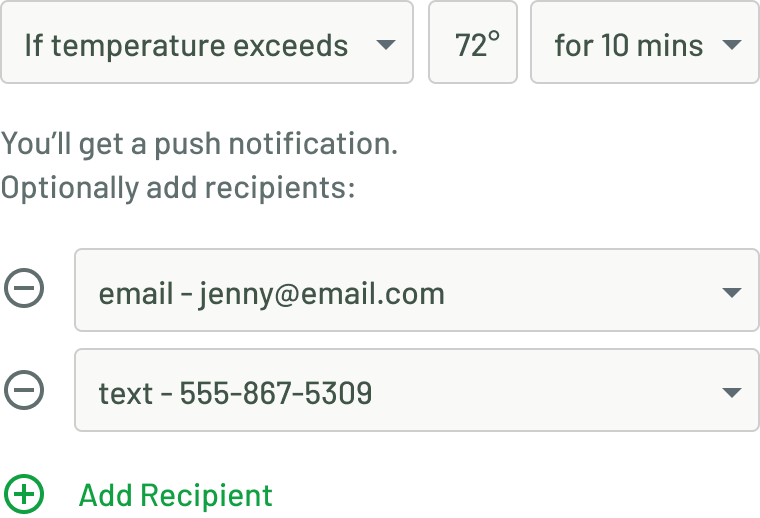 If temperature exceeds 72° for 10 mins
You’ll get a push notification.
Optionally add recipients:
email - jenny@email.com
text - 555-867-5309
Add Recipient